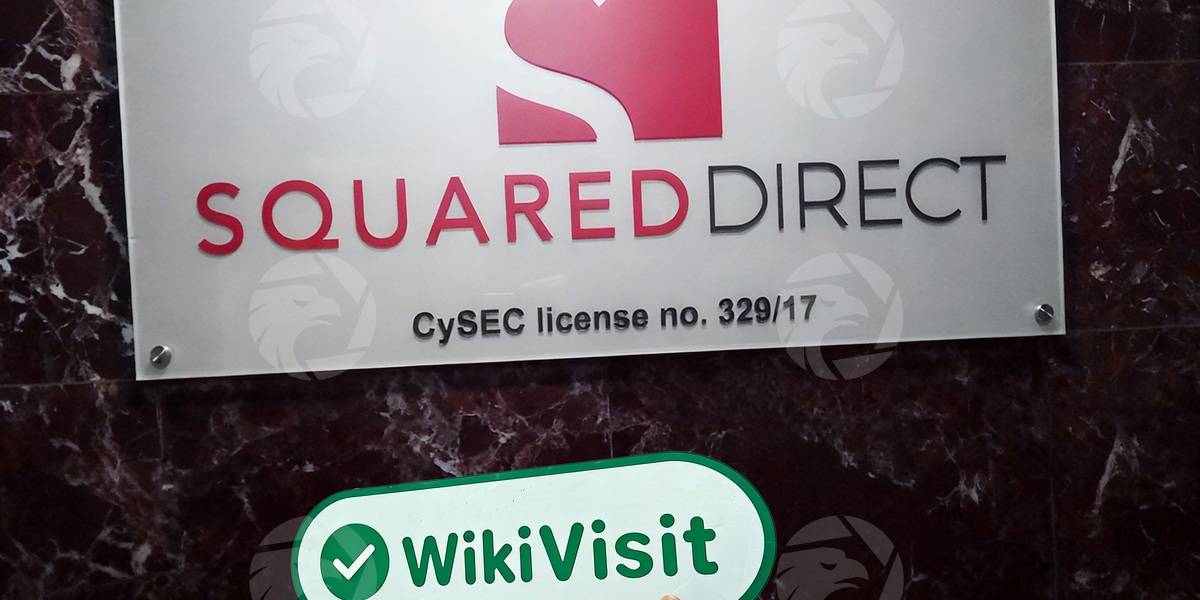 SQUAREDDIRECT
CySEC license no. 329/17
WikiVisit